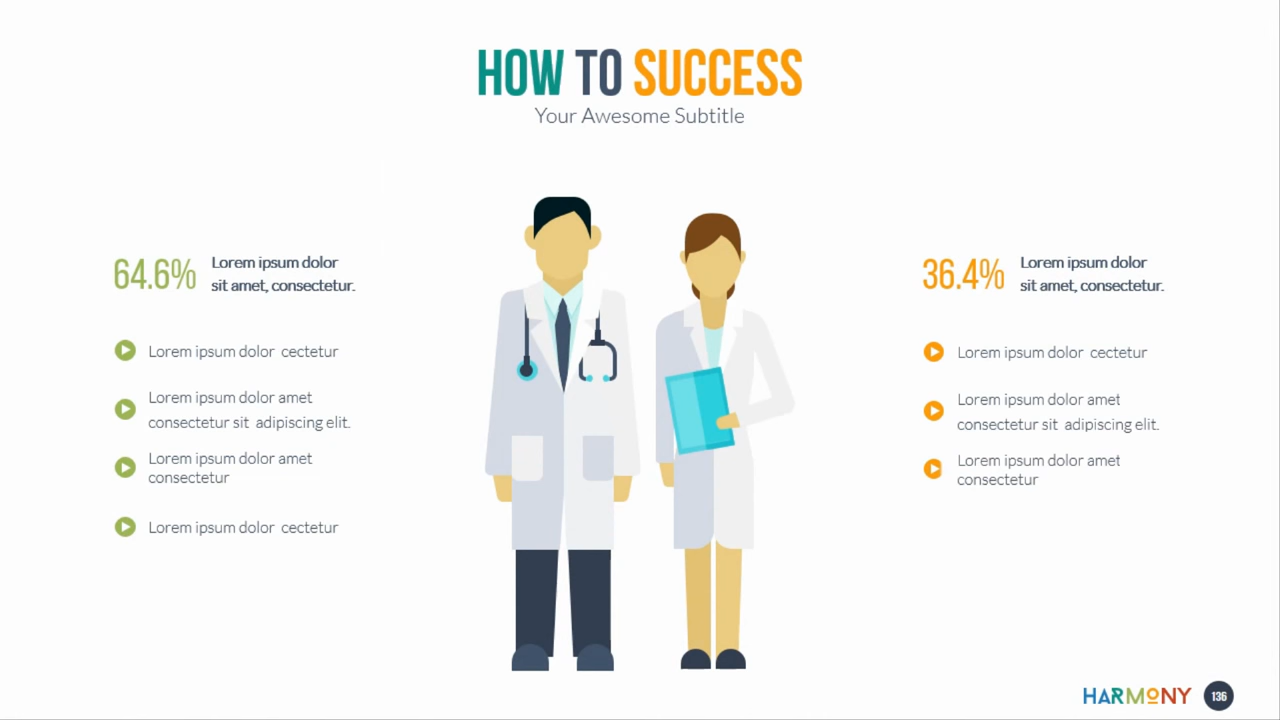 HOW TO SUCCESS
Your Awesome Subtitle
64.6%
Lorem ipsum dolor
sit amet, consectetur.
Lorem ipsum dolor cectetur
Lorem ipsum dolor amet
consectetur sit adipiscing elit.
Lorem ipsum dolor amet
consectetur
Lorem ipsum dolor cectetur
36.4%
Lorem ipsum dolor
sit amet, consectetur.
Lorem ipsum dolor cectetur
Lorem ipsum dolor amet
consectetur sit adipiscing elit.
Lorem ipsum dolor amet
consectetur
HARMONY 136